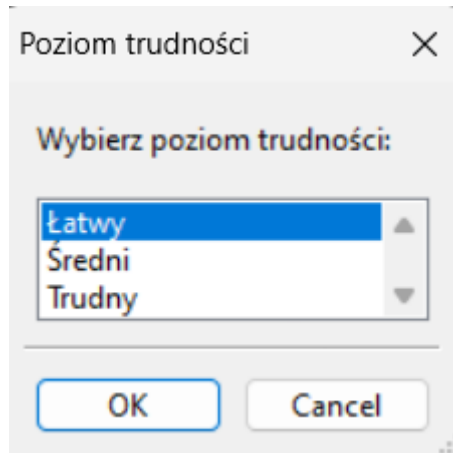 Poziom trudności
Wybierz poziom trudności:
Łatwy
Średni
Trudny
OK Cancel